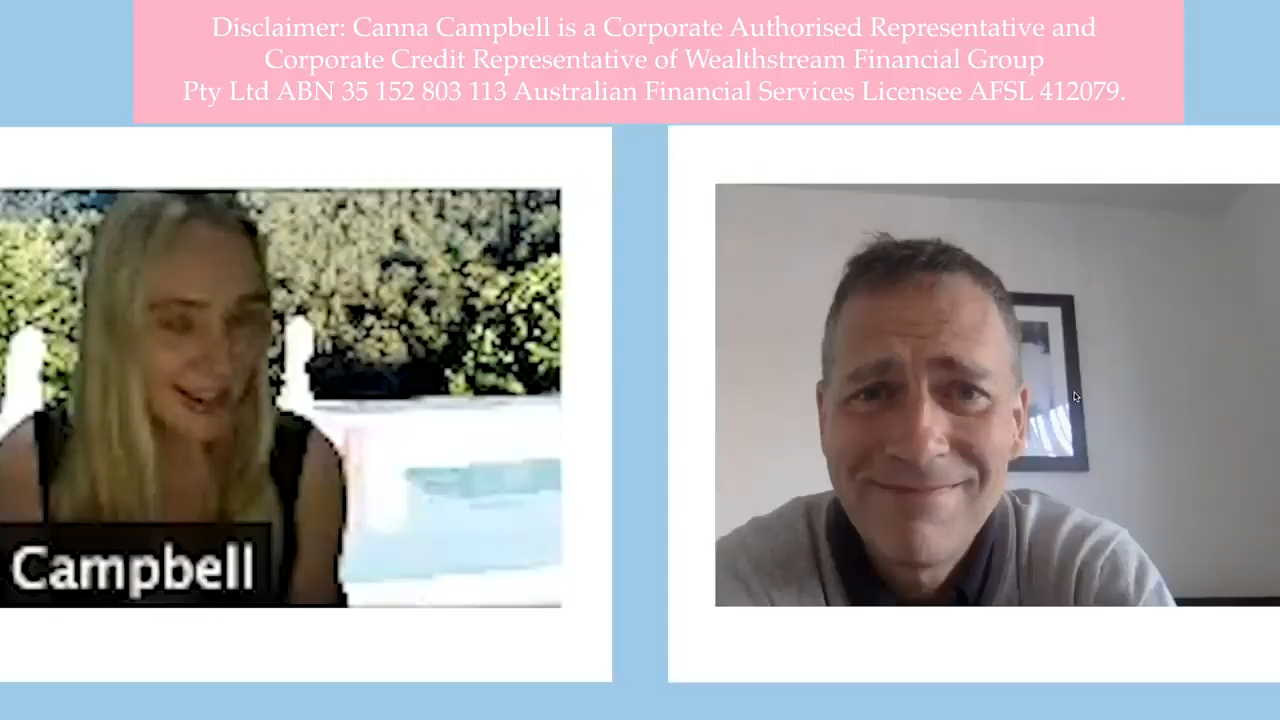 Disclaimer: Canna Campbell is a Corporate Authorised Representative and
Corporate Credit Representative of Wealthstream Financial Group
Pty Ltd ABN 35 152 803 113 Australian Financial Services Licensee AFSL 412079.
Campbell